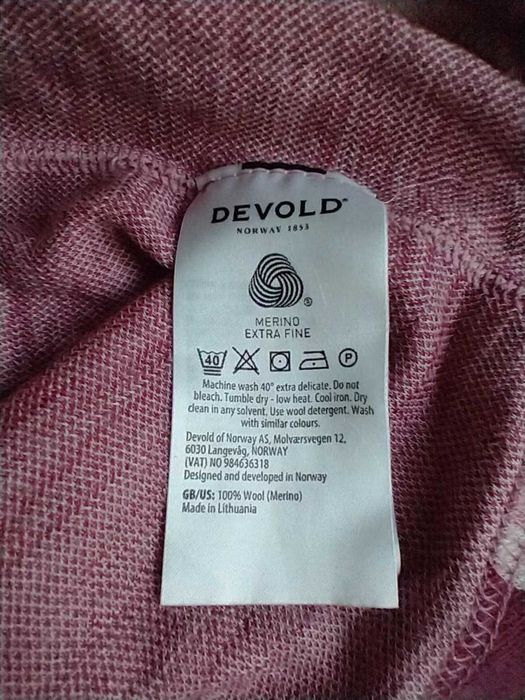 DEVOLD®
NORWAY 1853
MERINO
EXTRA FINE
40 P
Machine wash 40° extra delicate. Do not
bleach. Tumble dry - low heat. Cool iron. Dry
clean in any solvent. Use wool detergent. Wash
with similar colours.
Devold of Norway AS, Molværsvegen 12,
6030 Langevåg, NORWAY
(VAT) NO 984636318
Designed and developed in Norway
GB/US: 100% Wool (Merino)
Made in Lithuania